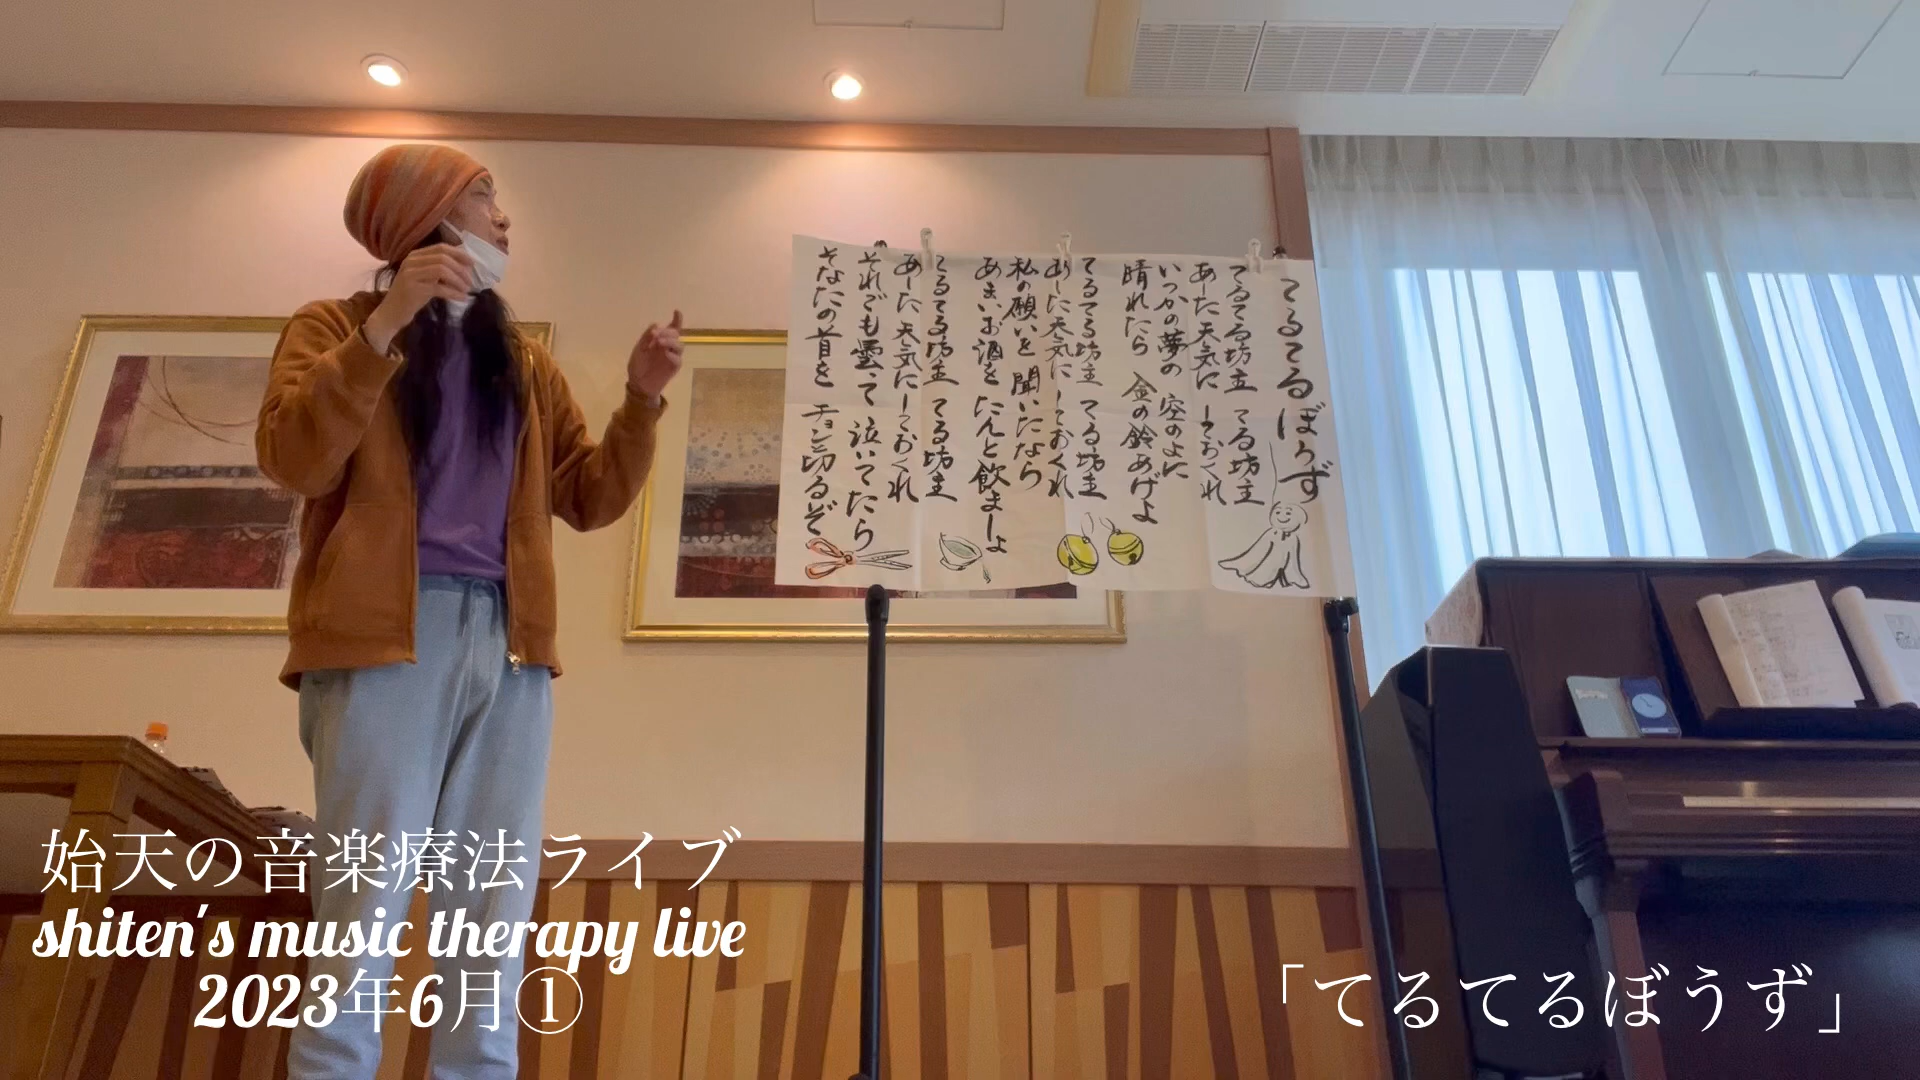 てるてるぼうず
てるてる坊主 てる坊主
あした天気に しておくれ
いつかの夢の 空のよに
晴れたら 金の鈴あげよ
てるてる坊主 てる坊主
あした天気に しておくれ
私の願いを 聞いたなら
あまいお酒を たんと飲ましょ
てるてる坊主 てる坊主
あした天気に しておくれ
それでも曇って 泣いてたら
そなたの首を チョンと切るぞ
始天の音楽療法ライブ
shiten's music therapy live
2023年6月①
「てるてるぼうず」